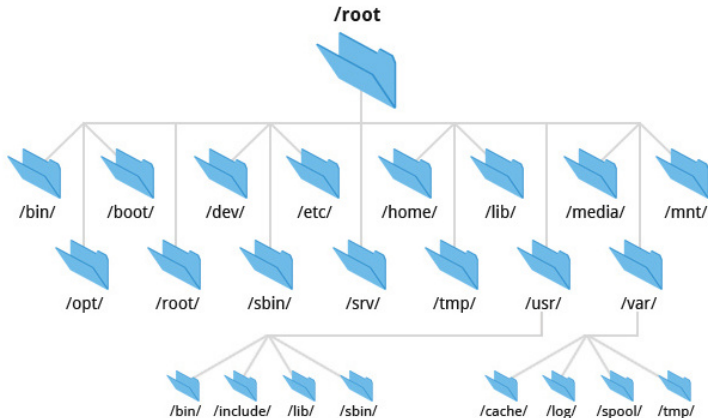 /root
/bin/ /boot/ /dev/ /etc/ /home/ /lib/ /media/ /mnt/
/opt/ /root/ /sbin/ /srv/ /tmp/ /usr/ /var/
/bin/ /include/ /lib/ /sbin/ /cache/ /log/ /spool/ /tmp/